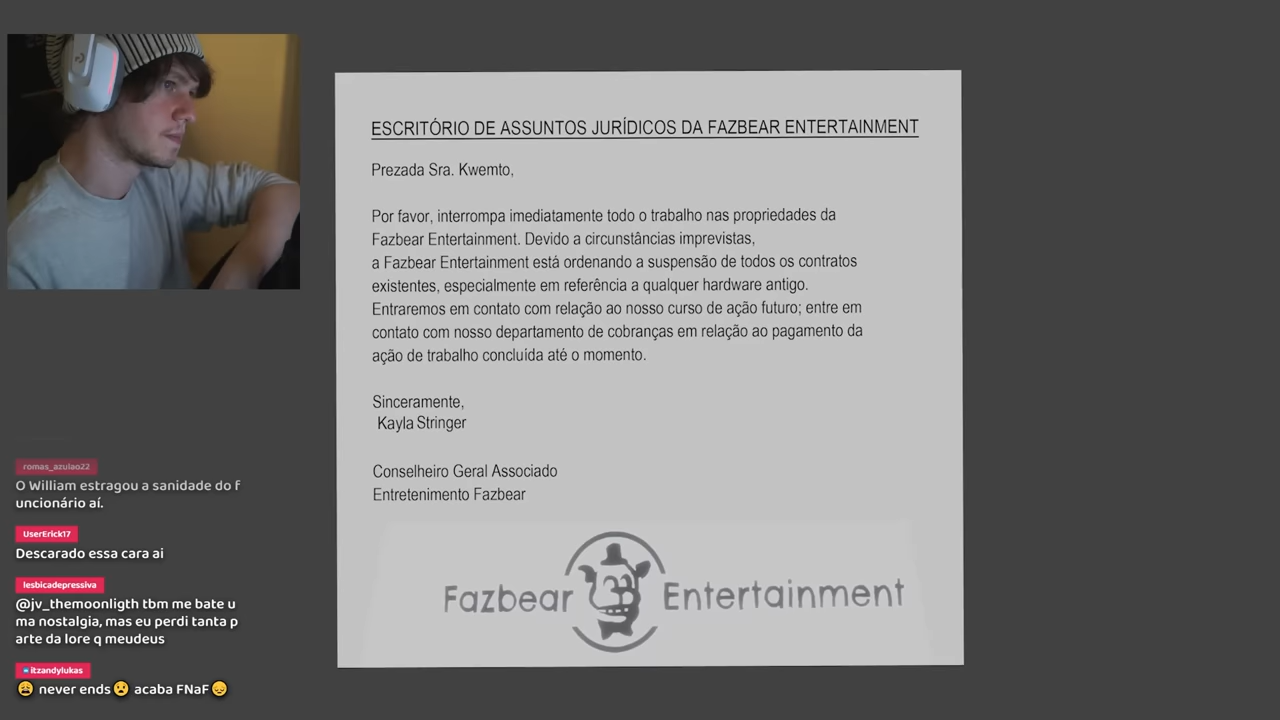 ESCRITÓRIO DE ASSUNTOS JURÍDICOS DA FAZBEAR ENTERTAINMENT
Prezada Sra. Kwemto,
Por favor, interrompa imediatamente todo o trabalho nas propriedades da
Fazbear Entertainment. Devido a circunstâncias imprevistas,
a Fazbear Entertainment está ordenando a suspensão de todos os contratos
existentes, especialmente em referência a qualquer hardware antigo.
Entraremos em contato com relação ao nosso curso de ação futuro; entre em
contato com nosso departamento de cobranças em relação ao pagamento da
ação de trabalho concluída até o momento.
Sinceramente,
Kayla Stringer
Conselheiro Geral Associado
Entretenimento Fazbear
Fazbear Entertainment
romas_azulao22
O William estragou a sanidade do f
uncionário aí.
UserErick17
Descarado essa cara ai
lesbicadepressiva
@jv_themoonligth tbm me bate u
ma nostalgia, mas eu perdi tanta p
arte da lore q meudeus
itzandylukas
😩 never ends😧 acaba FNaF😔